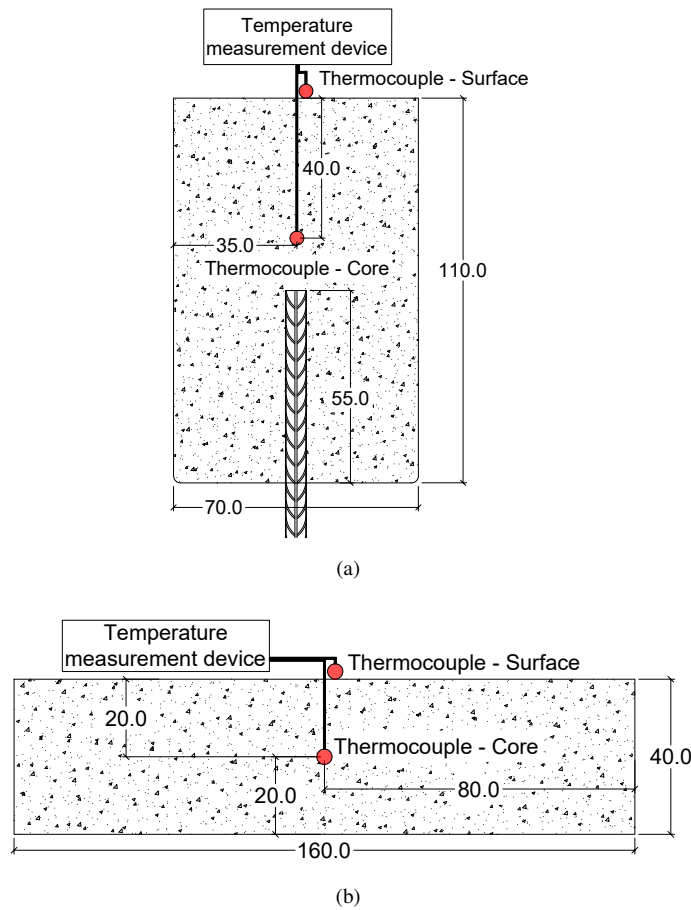 Temperature
measurement device
Thermocouple - Surface
40.0
35.0
Thermocouple - Core
110.0
55.0
70.0
(a)
Temperature
measurement device
Thermocouple - Surface
20.0
Thermocouple - Core
40.0
20.0
80.0
160.0
(b)